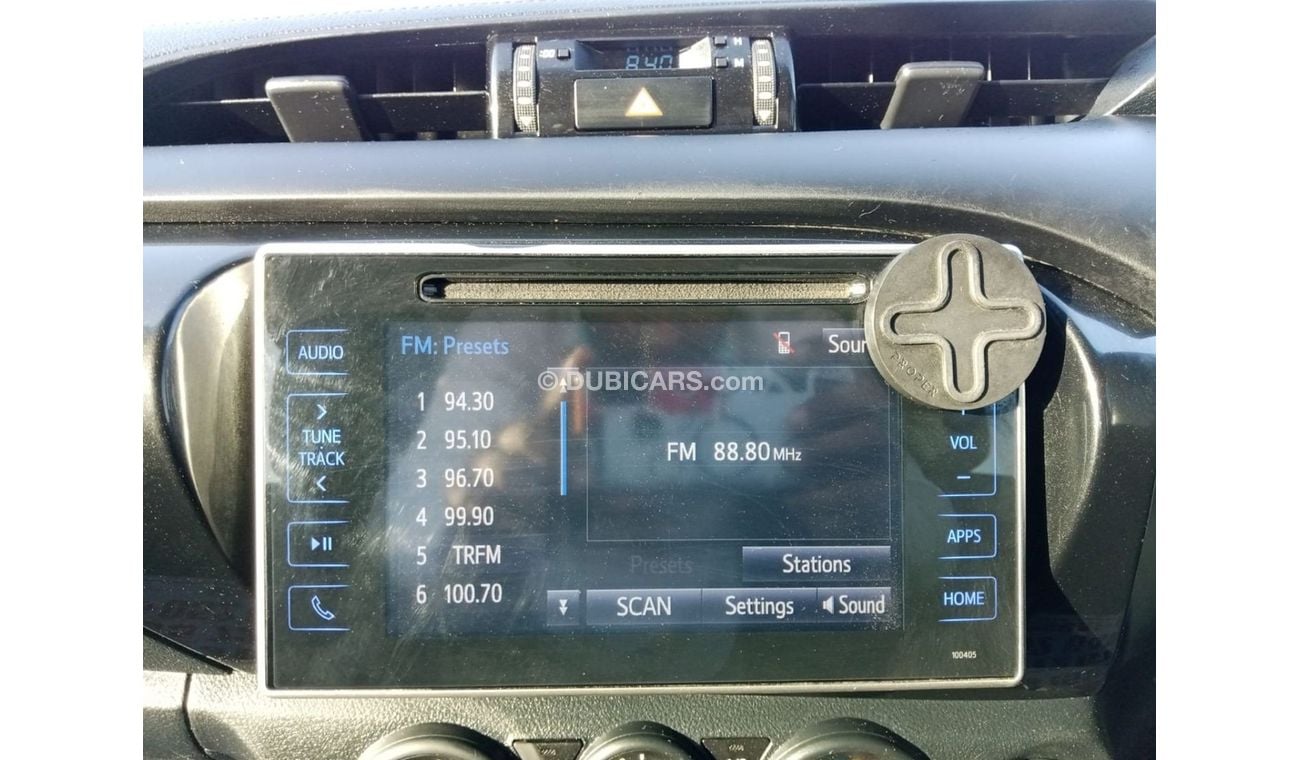 :00
H
8:40
M
AUDIO
FM: Presets
Soun
© DUBICARS.com
1 94.30
2 95.10
3 96.70
4 99.90
5 TRFM
6 100.70
TUNE
TRACK
FM 88.80 MHz
PROPER
+
VOL
−
Presets
Stations
APPS
SCAN
Settings
Sound
HOME
100405